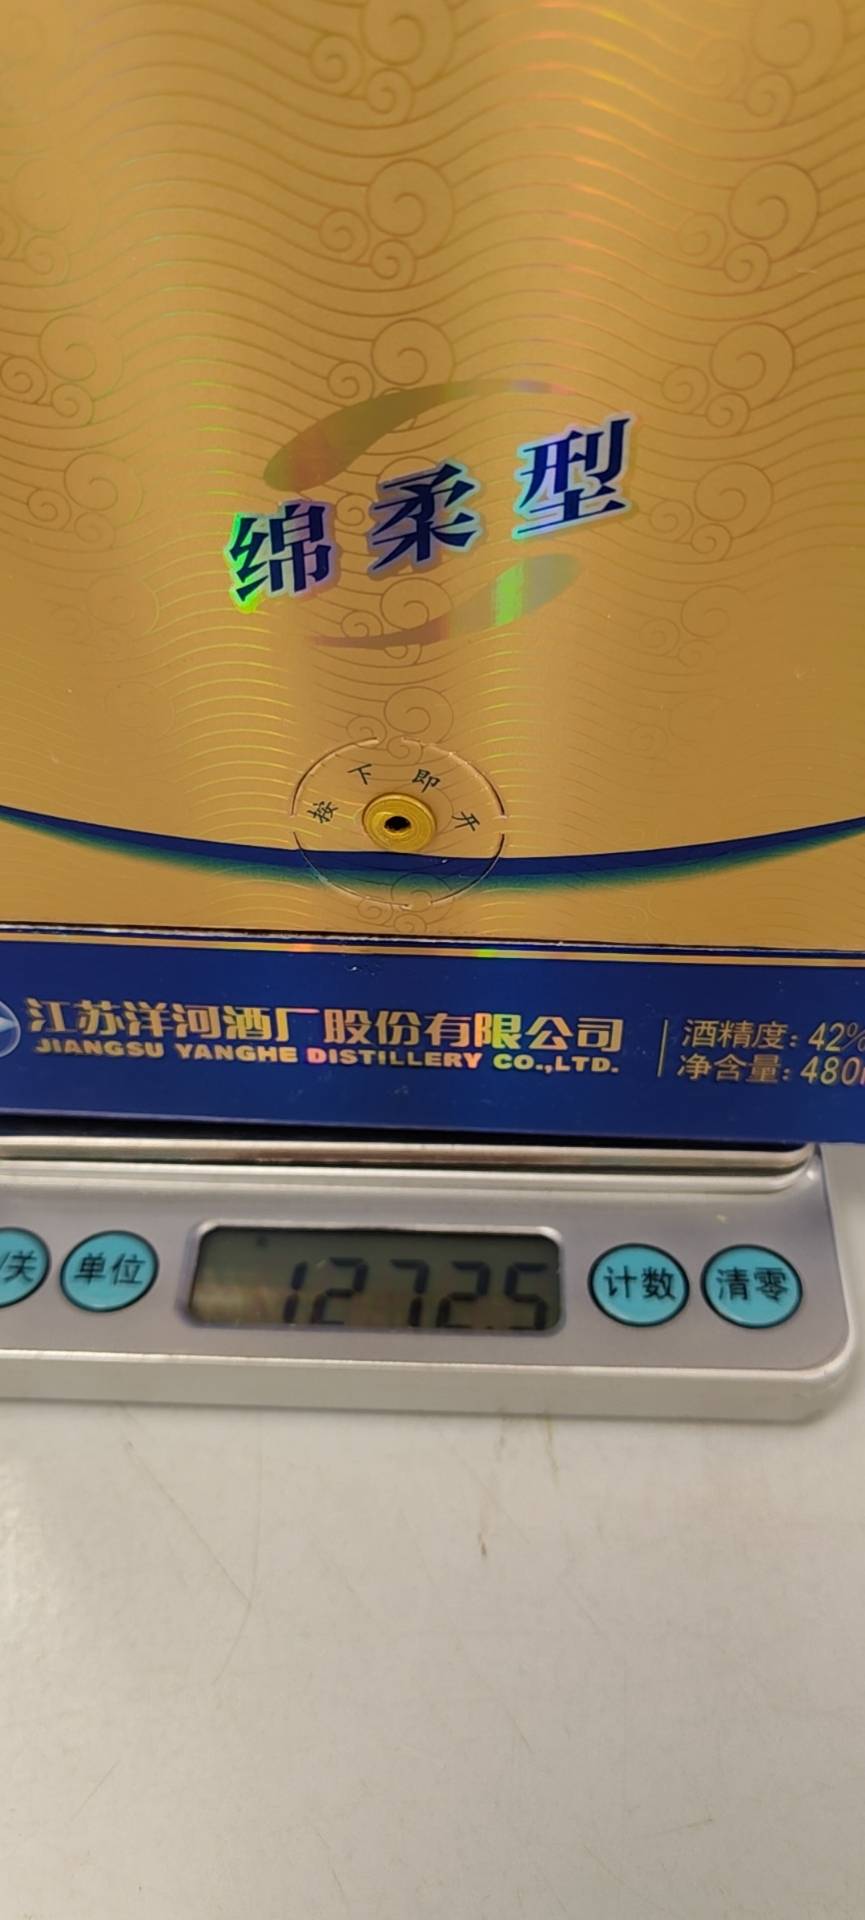 绵柔型
按下即开
江苏洋河酒厂股份有限公司
JIANGSU YANGHE DISTILLERY CO.,LTD.
酒精度: 42%
净含量: 480
/关
单位
1272.5
计数
清零